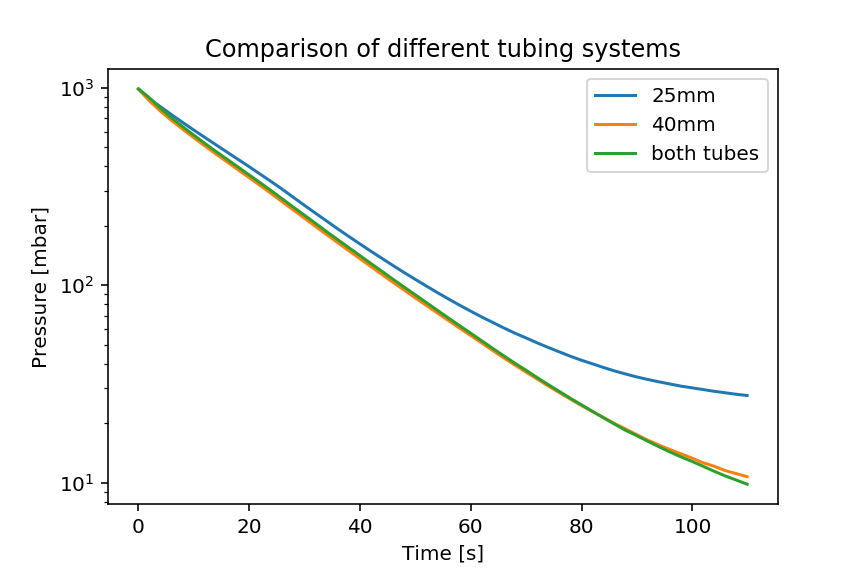 Comparison of different tubing systems
25mm
40mm
both tubes
Pressure [mbar]
10³
10²
10¹
0 20 40 60 80 100
Time [s]